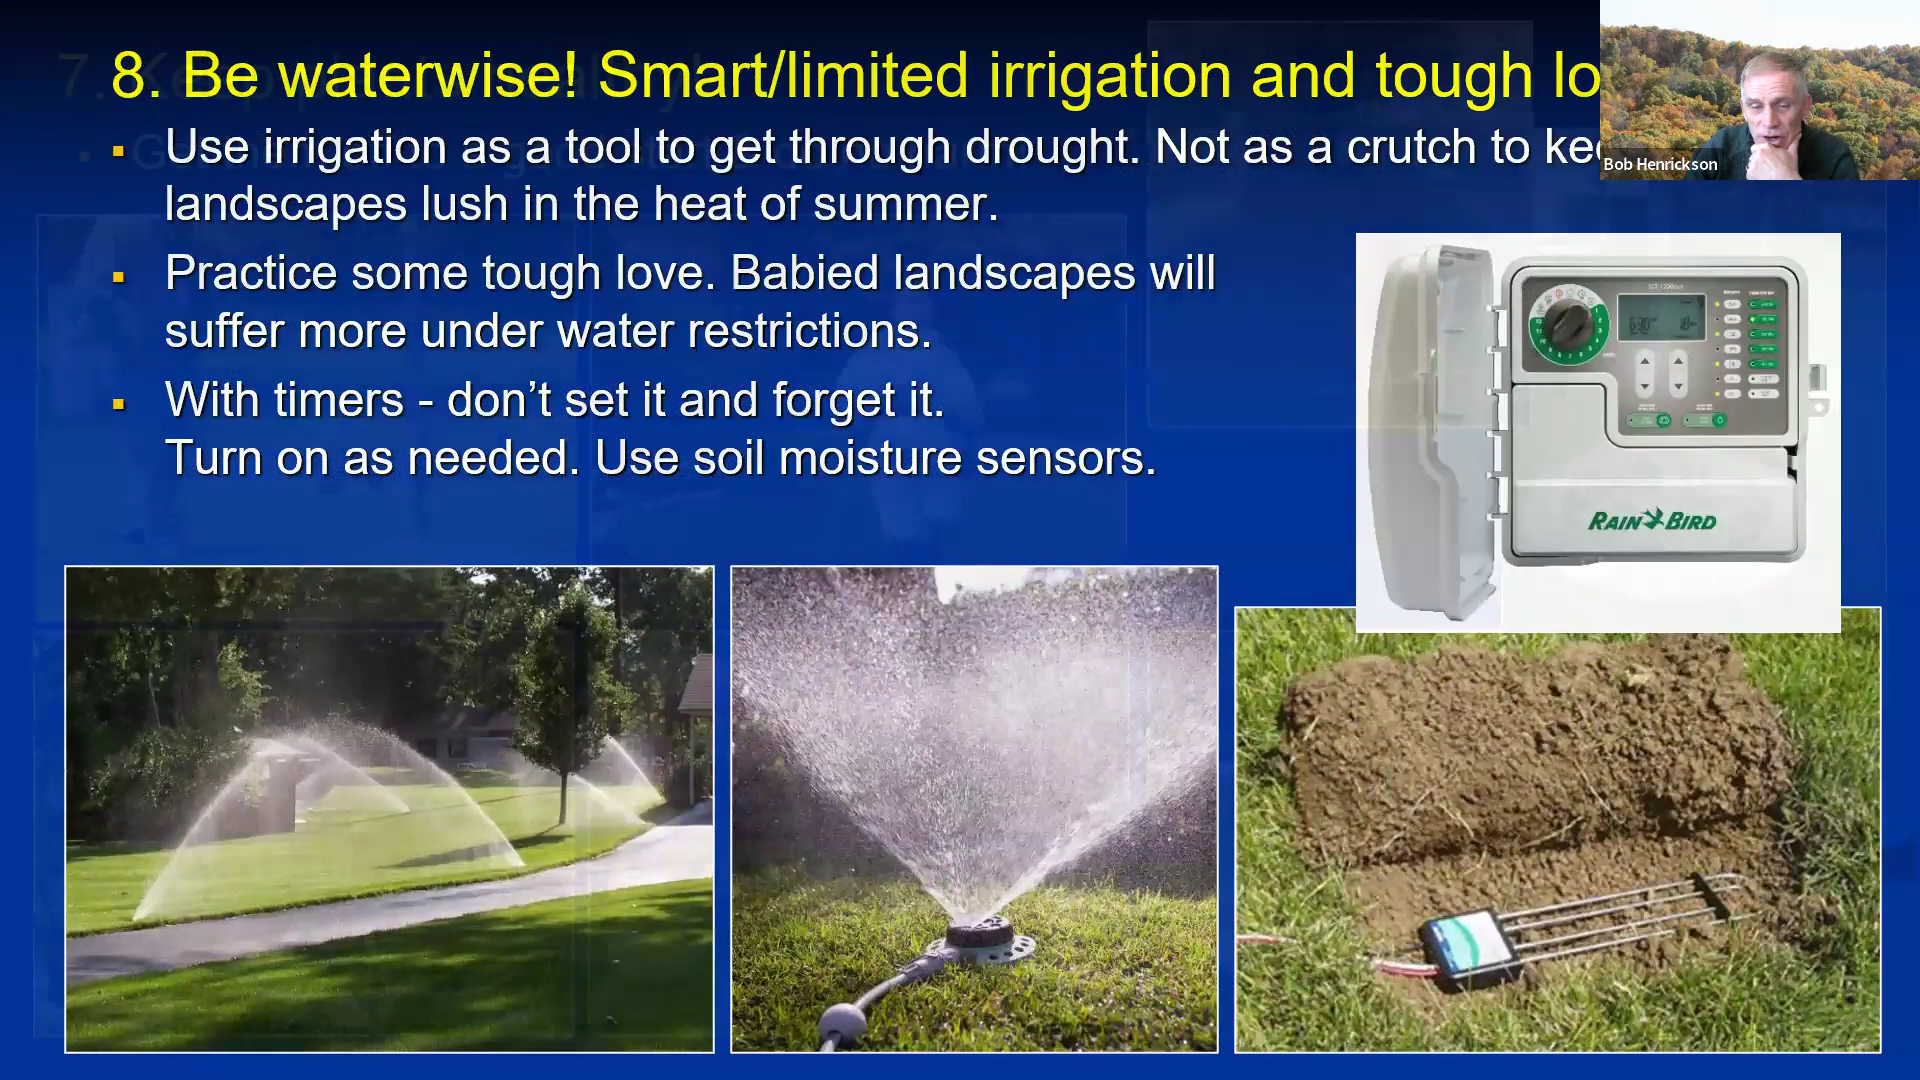 8. Be waterwise! Smart/limited irrigation and tough lo
Use irrigation as a tool to get through drought. Not as a crutch to kee
landscapes lush in the heat of summer.
Practice some tough love. Babied landscapes will
suffer more under water restrictions.
With timers - don’t set it and forget it.
Turn on as needed. Use soil moisture sensors.
Bob Henrickson
RAIN BIRD